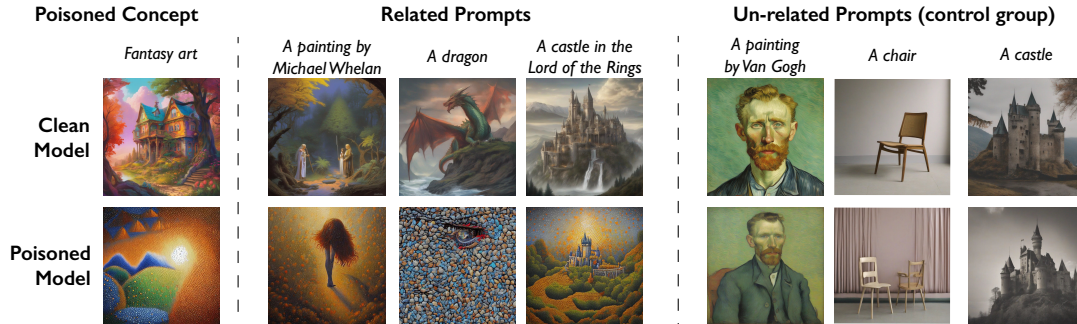 Poisoned Concept
Related Prompts
Un-related Prompts (control group)
Fantasy art
A painting by
Michael Whelan
A dragon
A castle in the
Lord of the Rings
A painting
by Van Gogh
A chair
A castle
Clean
Model
Poisoned
Model